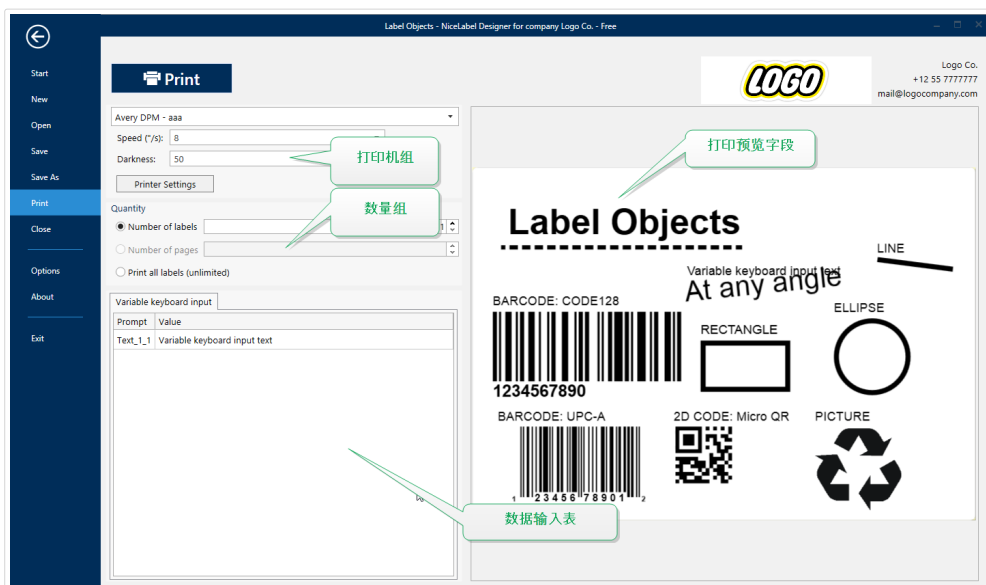 Label Objects - NiceLabel Designer for company Logo Co. - Free
Start
New
Open
Save
Save As
Print
Close
Options
About
Exit
Print
LOGO
Logo Co.
+12 55 7777777
mail@logocompany.com
Avery DPM - aaa
Speed ("/s): 8
Darkness: 50
Printer Settings
打印机组
Quantity
数量组
Number of labels 1
Number of pages
Print all labels (unlimited)
Variable keyboard input
Prompt Value
Text_1_1 Variable keyboard input text
数据输入表
打印预览字段
Label Objects
LINE
Variable keyboard input text
At any angle
BARCODE: CODE128
ELLIPSE
RECTANGLE
1234567890
BARCODE: UPC-A
2D CODE: Micro QR
PICTURE
1 23456 78901 2